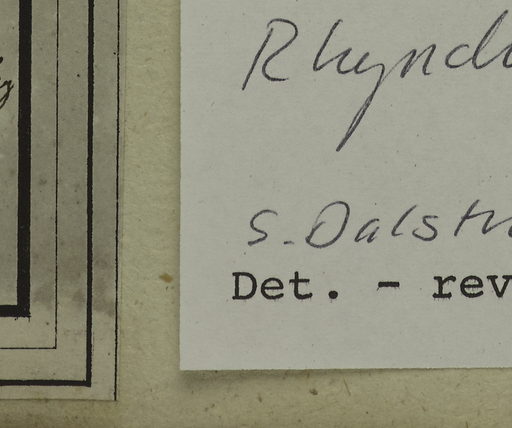 Rhynch
S. Dalstr
Det. - rev